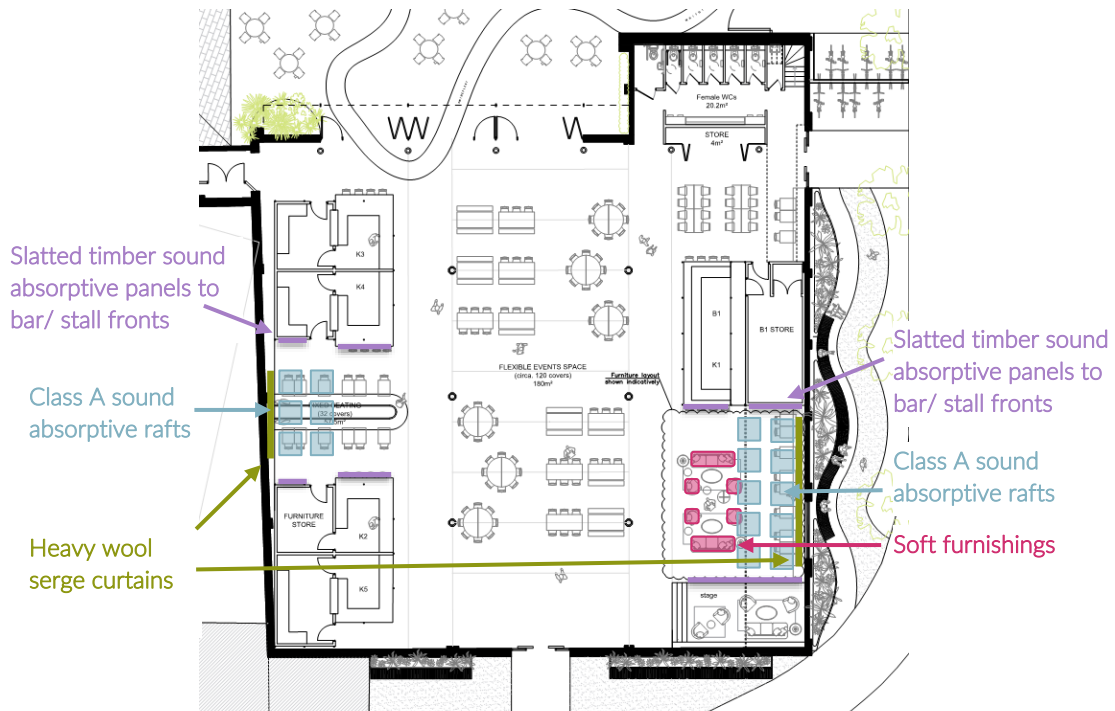 Female WCs
20.2m²
STORE
4m²
K3
K4
Slatted timber sound
absorptive panels to
bar/ stall fronts
B1
B1 STORE
K1
Slatted timber sound
absorptive panels to
bar/ stall fronts
FLEXIBLE EVENTS SPACE
(circa. 120 covers)
180m²
Furniture layout
shown indicatively
Class A sound
absorptive rafts
SEATING
(32 covers)
Class A sound
absorptive rafts
FURNITURE
STORE
K2
Heavy wool
serge curtains
Soft furnishings
K5
stage